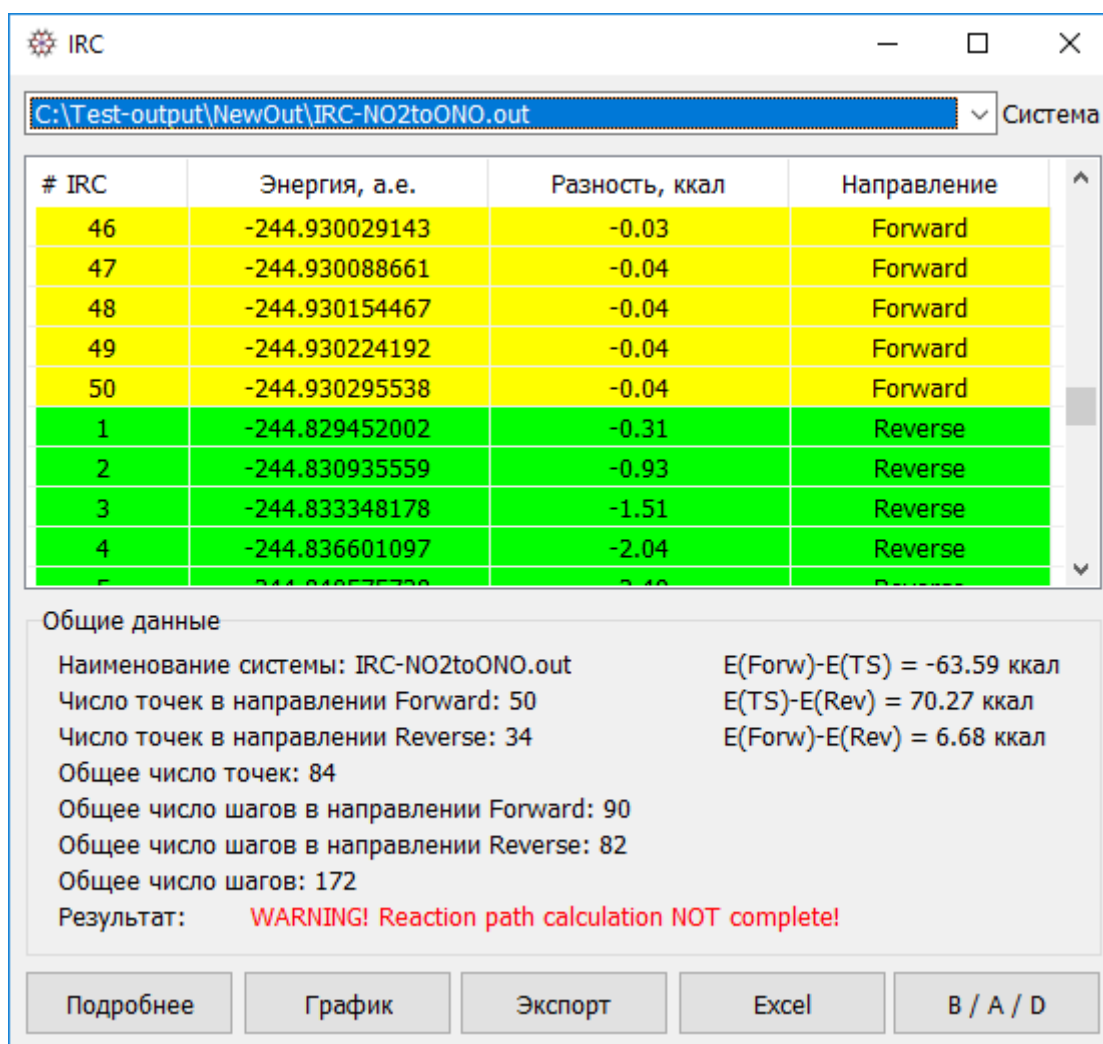 IRC
C:\Test-output\NewOut\IRC-NO2toONO.out Система
# IRC Энергия, а.е. Разность, ккал Направление
46 -244.930029143 -0.03 Forward
47 -244.930088661 -0.04 Forward
48 -244.930154467 -0.04 Forward
49 -244.930224192 -0.04 Forward
50 -244.930295538 -0.04 Forward
1 -244.829452002 -0.31 Reverse
2 -244.830935559 -0.93 Reverse
3 -244.833348178 -1.51 Reverse
4 -244.836601097 -2.04 Reverse
Общие данные
Наименование системы: IRC-NO2toONO.out E(Forw)-E(TS) = -63.59 ккал
Число точек в направлении Forward: 50 E(TS)-E(Rev) = 70.27 ккал
Число точек в направлении Reverse: 34 E(Forw)-E(Rev) = 6.68 ккал
Общее число точек: 84
Общее число шагов в направлении Forward: 90
Общее число шагов в направлении Reverse: 82
Общее число шагов: 172
Результат: WARNING! Reaction path calculation NOT complete!
Подробнее График Экспорт Excel B / A / D